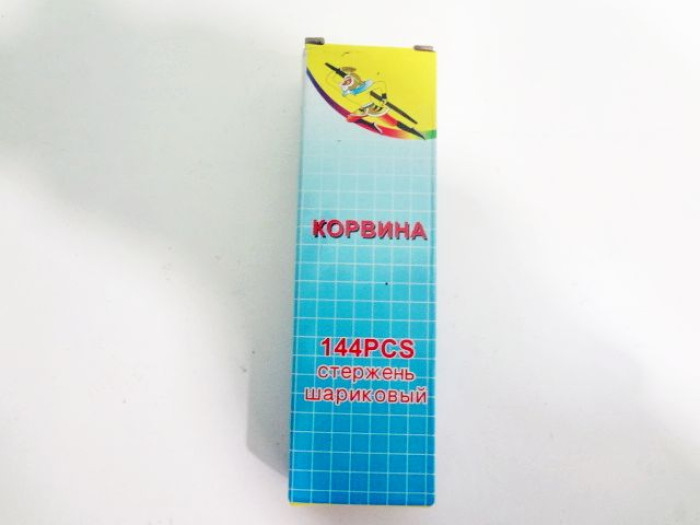 КОРВИНА
144PCS
стержень
шариковый